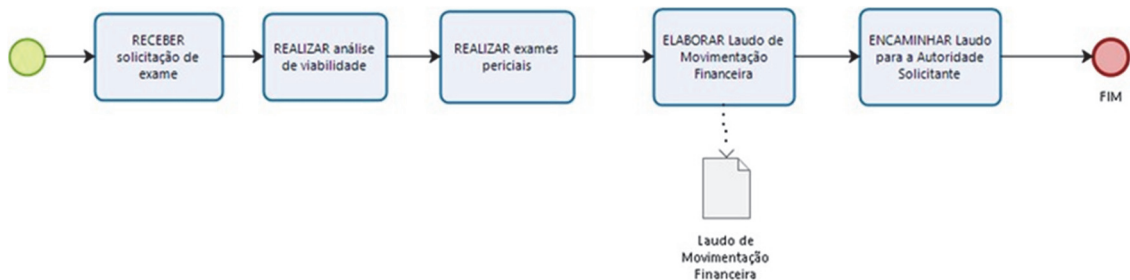 RECEBER
solicitação de
exame
REALIZAR análise
de viabilidade
REALIZAR exames
periciais
ELABORAR Laudo de
Movimentação
Financeira
ENCAMINHAR Laudo
para a Autoridade
Solicitante
FIM
Laudo de
Movimentação
Financeira